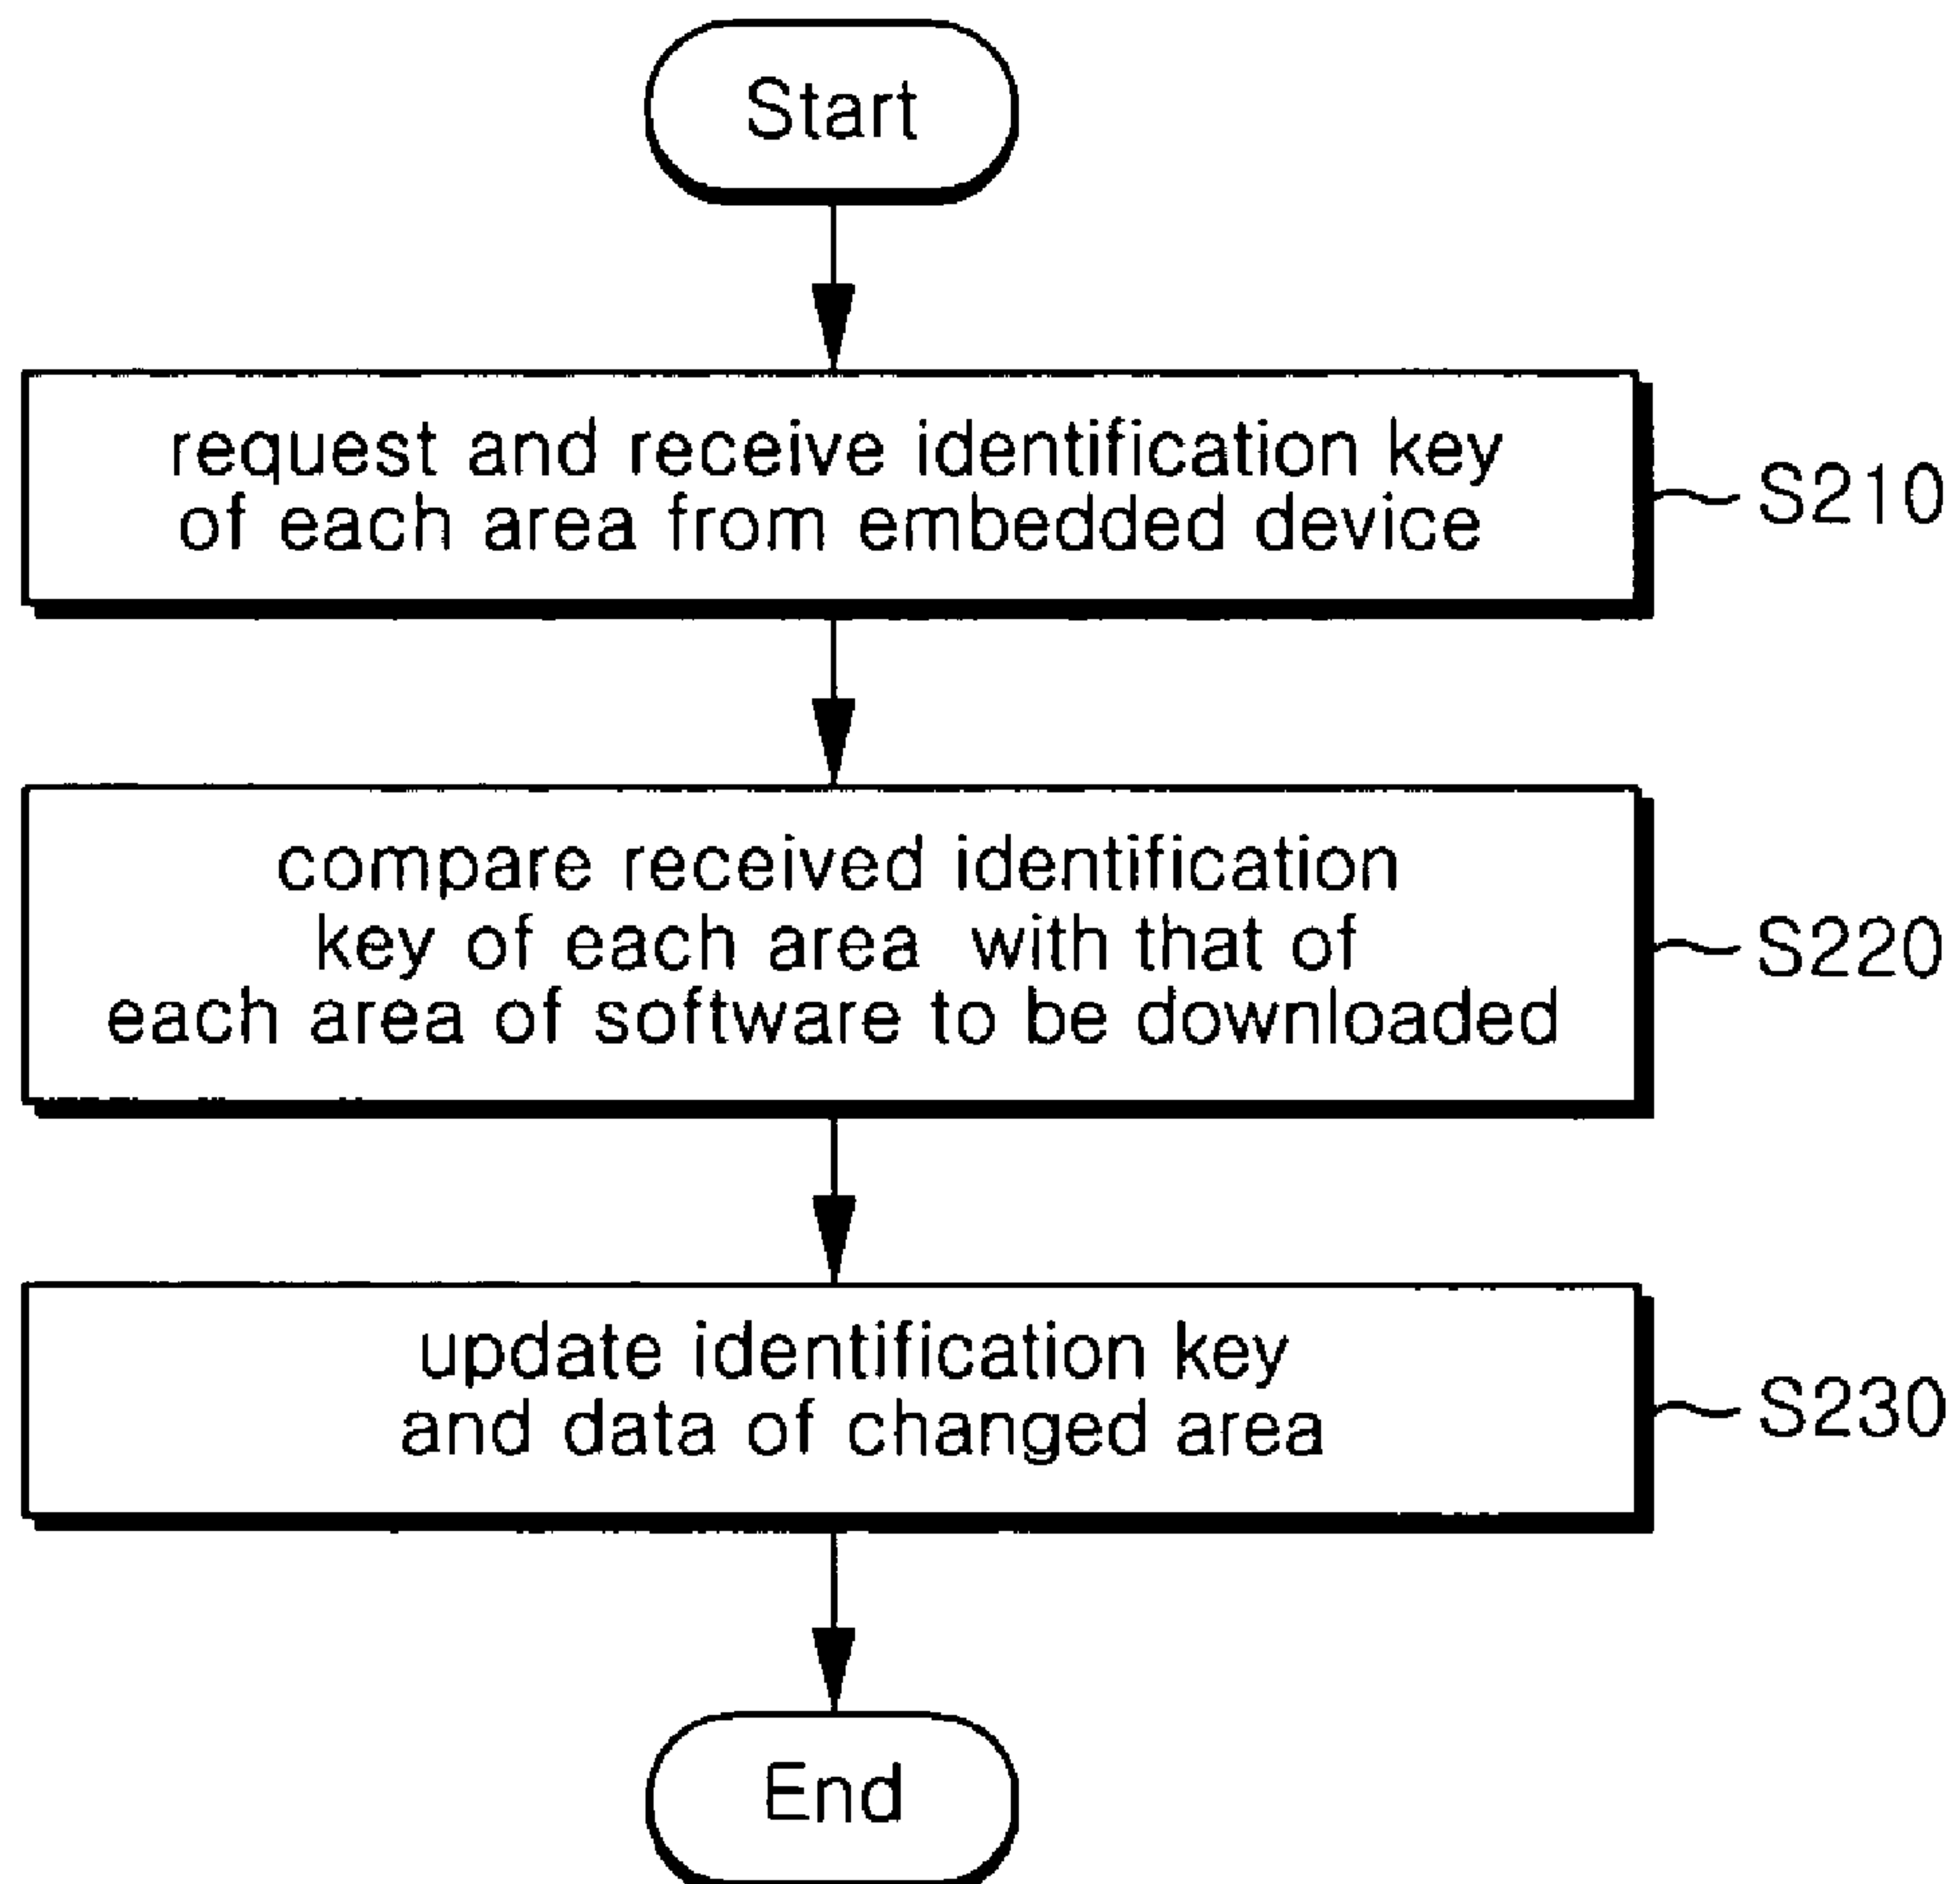 Start
request and receive identification key
of each area from embedded device
S210
compare received identification
key of each area with that of
each area of software to be downloaded
S220
update identification key
and data of changed area
S230
End